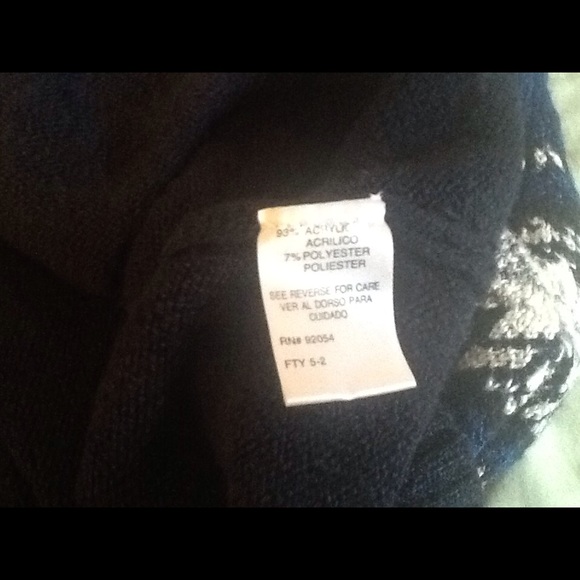 93% ACRYLIC
ACRILICO
7% POLYESTER
POLIESTER
SEE REVERSE FOR CARE
VER AL DORSO PARA
CUIDADO
RN# 92054
FTY 5-2